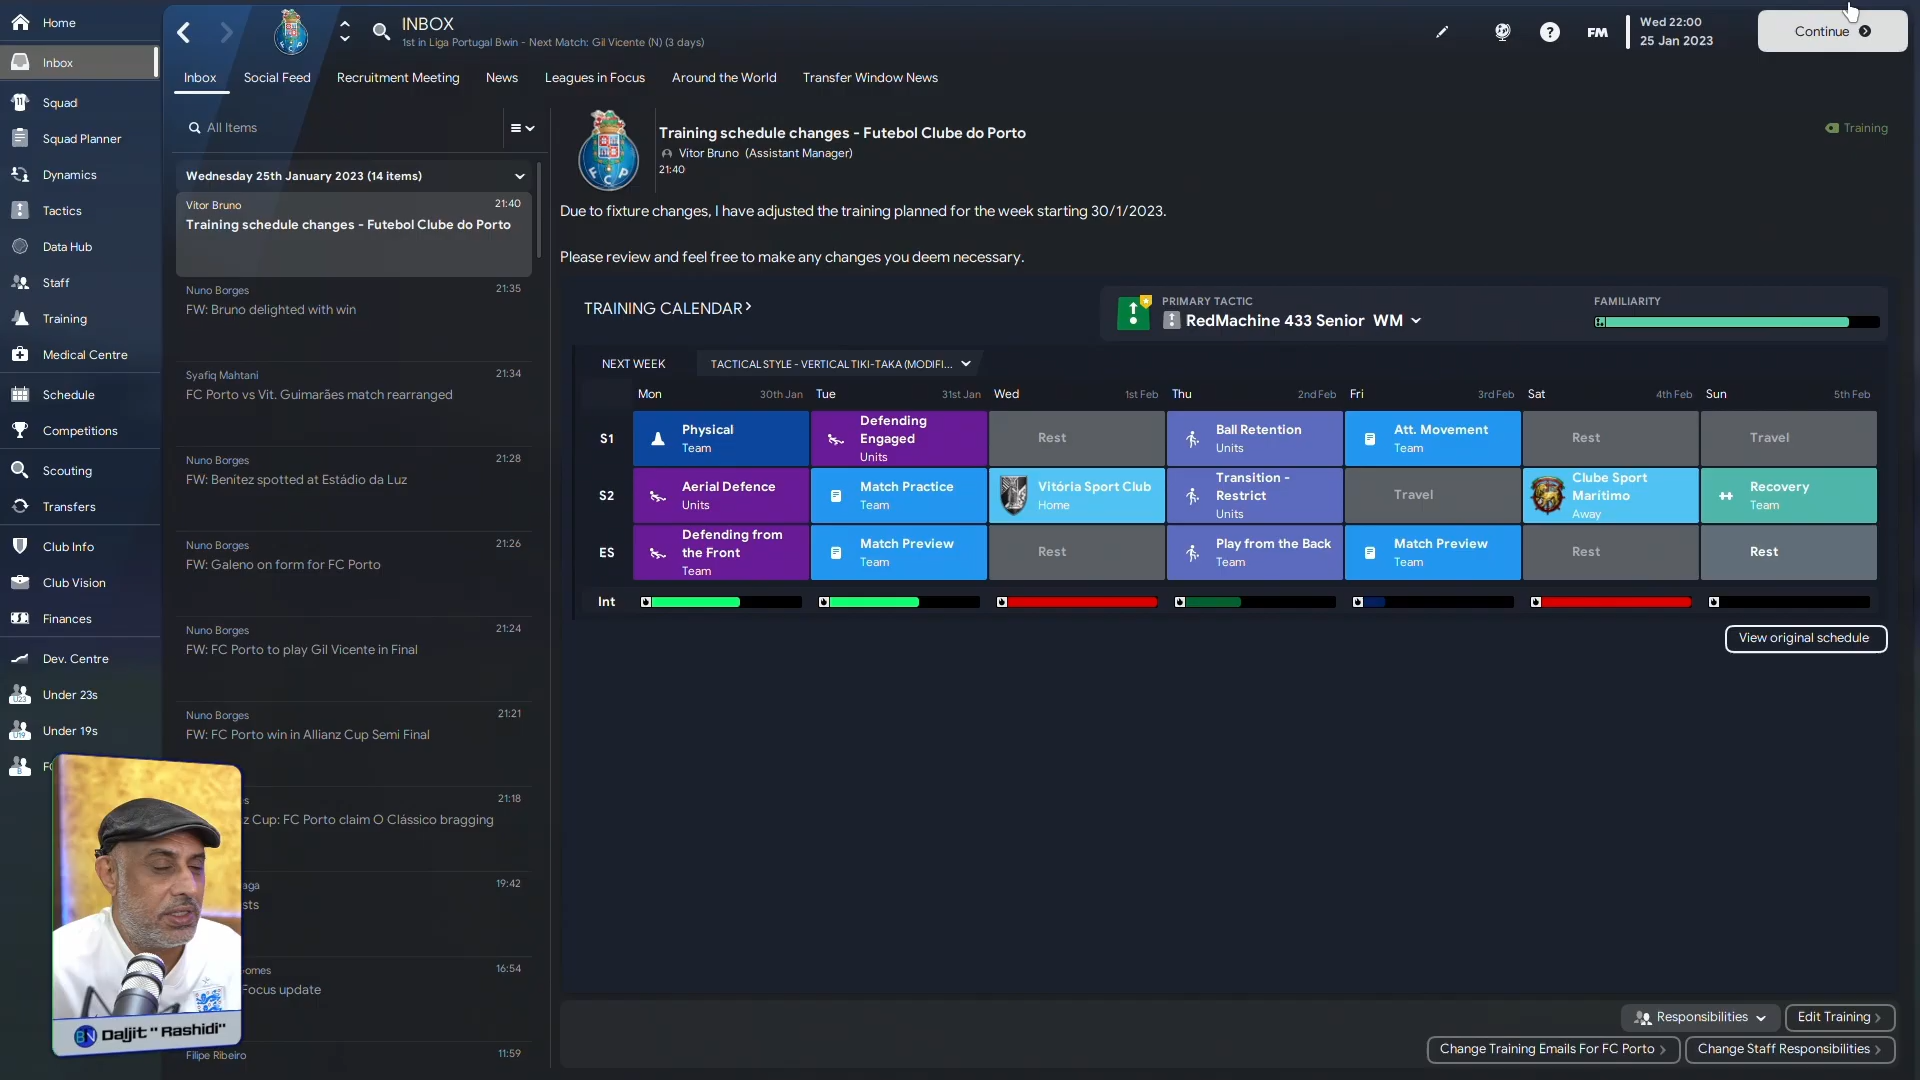 Home
Inbox
Squad
Squad Planner
Dynamics
Tactics
Data Hub
Staff
Training
Medical Centre
Schedule
Competitions
Scouting
Transfers
Club Info
Club Vision
Finances
Dev. Centre
Under 23s
Under 19s
INBOX
1st in Liga Portugal Bwin - Next Match: Gil Vicente (N) (3 days)
FM
Wed 22:00
25 Jan 2023
Continue
Inbox
Social Feed
Recruitment Meeting
News
Leagues in Focus
Around the World
Transfer Window News
All Items
Wednesday 25th January 2023 (14 items)
Vitor Bruno 21:40
Training schedule changes - Futebol Clube do Porto
Nuno Borges 21:35
FW: Bruno delighted with win
Syafiq Mahtani 21:34
FC Porto vs Vit. Guimarães match rearranged
Nuno Borges 21:28
FW: Benítez spotted at Estádio da Luz
Nuno Borges 21:26
FW: Galeno on form for FC Porto
Nuno Borges 21:24
FW: FC Porto to play Gil Vicente in Final
Nuno Borges 21:21
FW: FC Porto win in Allianz Cup Semi Final
21:18
z Cup: FC Porto claim O Clássico bragging
aga 19:42
sts
omes 16:54
Focus update
Filipe Ribeiro 11:59
Daljit "Rashidi"
Training schedule changes - Futebol Clube do Porto
Vitor Bruno (Assistant Manager)
21:40
Training
Due to fixture changes, I have adjusted the training planned for the week starting 30/1/2023.
Please review and feel free to make any changes you deem necessary.
TRAINING CALENDAR
PRIMARY TACTIC
RedMachine 433 Senior WM
FAMILIARITY
NEXT WEEK
TACTICAL STYLE - VERTICAL TIKI-TAKA (MODIFI...
Mon 30th Jan Tue 31st Jan Wed 1st Feb Thu 2nd Feb Fri 3rd Feb Sat 4th Feb Sun 5th Feb
S1
Physical
Team
Defending
Engaged
Units
Rest
Ball Retention
Units
Att. Movement
Team
Rest
Travel
S2
Aerial Defence
Units
Match Practice
Team
Vitória Sport Club
Home
Transition -
Restrict
Units
Travel
Clube Sport
Marítimo
Away
Recovery
Team
ES
Defending from
the Front
Team
Match Preview
Team
Rest
Play from the Back
Team
Match Preview
Team
Rest
Rest
Int
View original schedule
Responsibilities
Edit Training
Change Training Emails For FC Porto
Change Staff Responsibilities